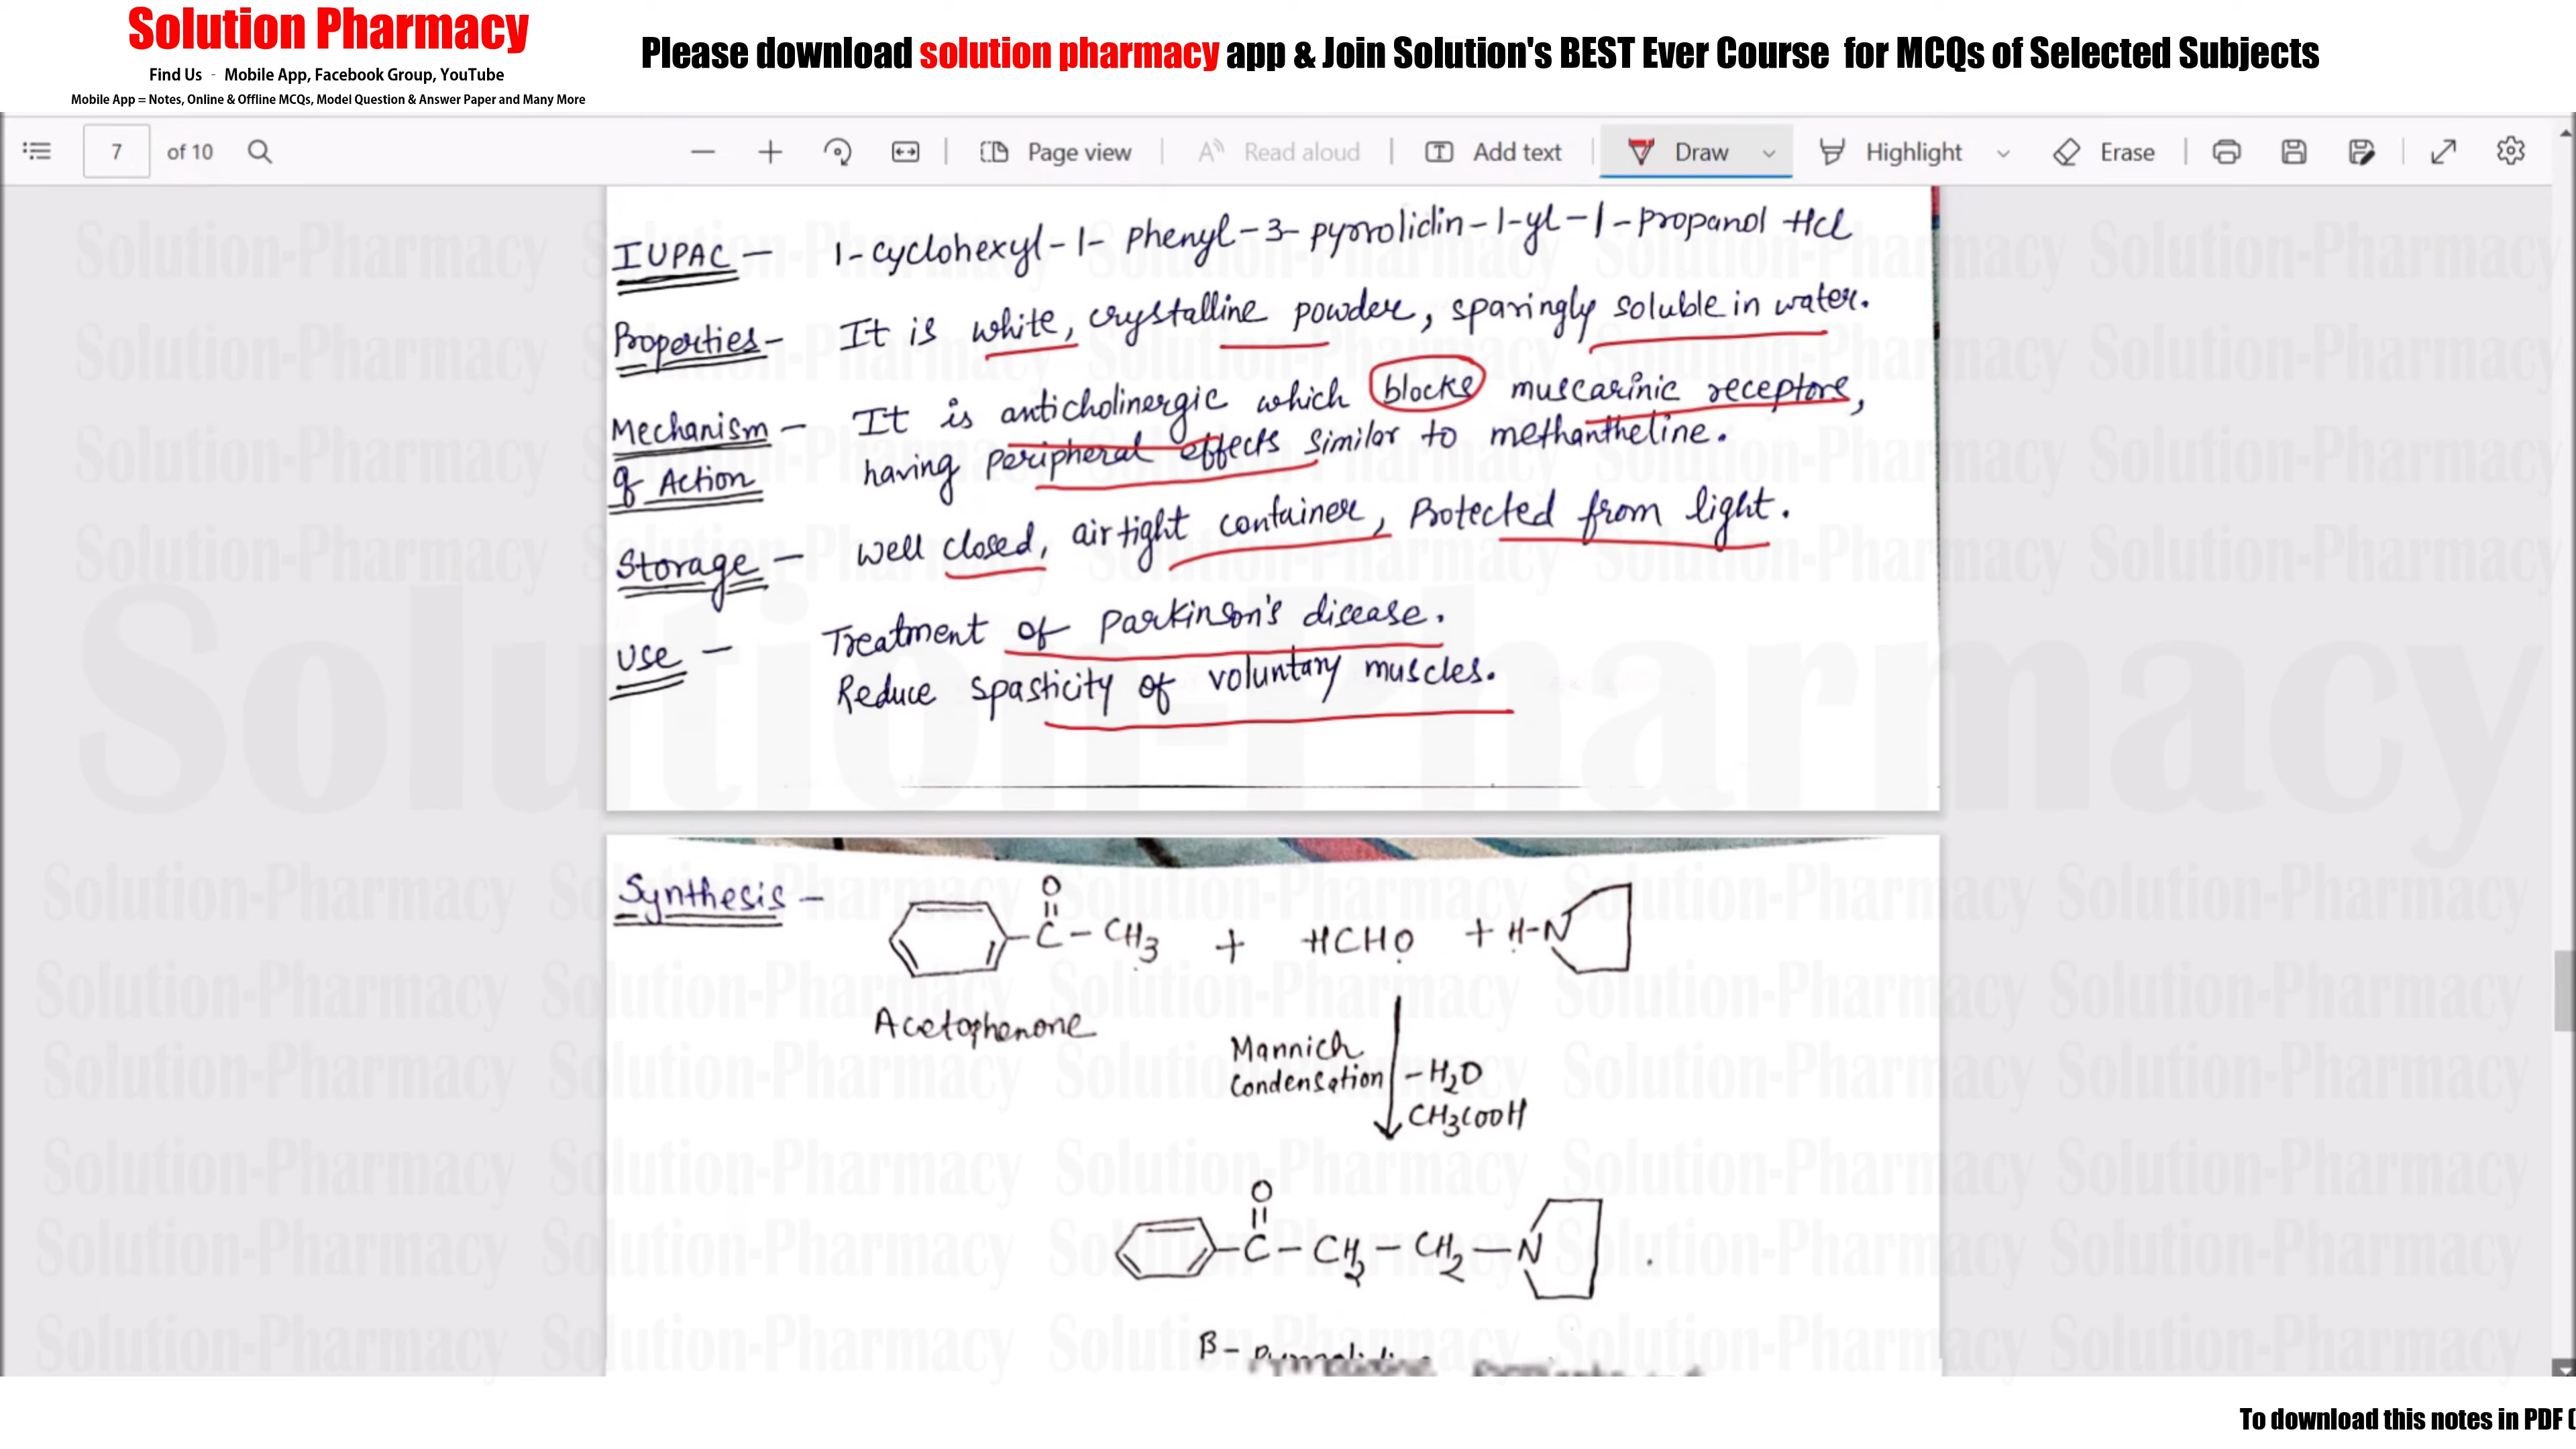 Solution Pharmacy
Find Us - Mobile App, Facebook Group, YouTube
Mobile App = Notes, Online & Offline MCQs, Model Question & Answer Paper and Many More
Please download solution pharmacy app & Join Solution's BEST Ever Course for MCQs of Selected Subjects
7 of 10 Page view Read aloud Add text Draw Highlight Erase
IUPAC - 1-cyclohexyl-1-Phenyl-3-pyrrolidin-1-yl-1-propanol HCl
Properties - It is white, crystalline powder, sparingly soluble in water.
Mechanism of Action - It is anticholinergic which blocks muscarinic receptors,
having peripheral effects similar to methantheline.
Storage - Well closed, airtight container, Protected from light.
Use - Treatment of Parkinson's disease.
Reduce spasticity of voluntary muscles.
Synthesis -
O
C - CH3 + HCHO + H-N
Acetophenone
Mannich
Condensation -H2O
CH3COOH
O
C - CH2 - CH2 - N
β-
To download this notes in PDF (
Solution-Pharmacy